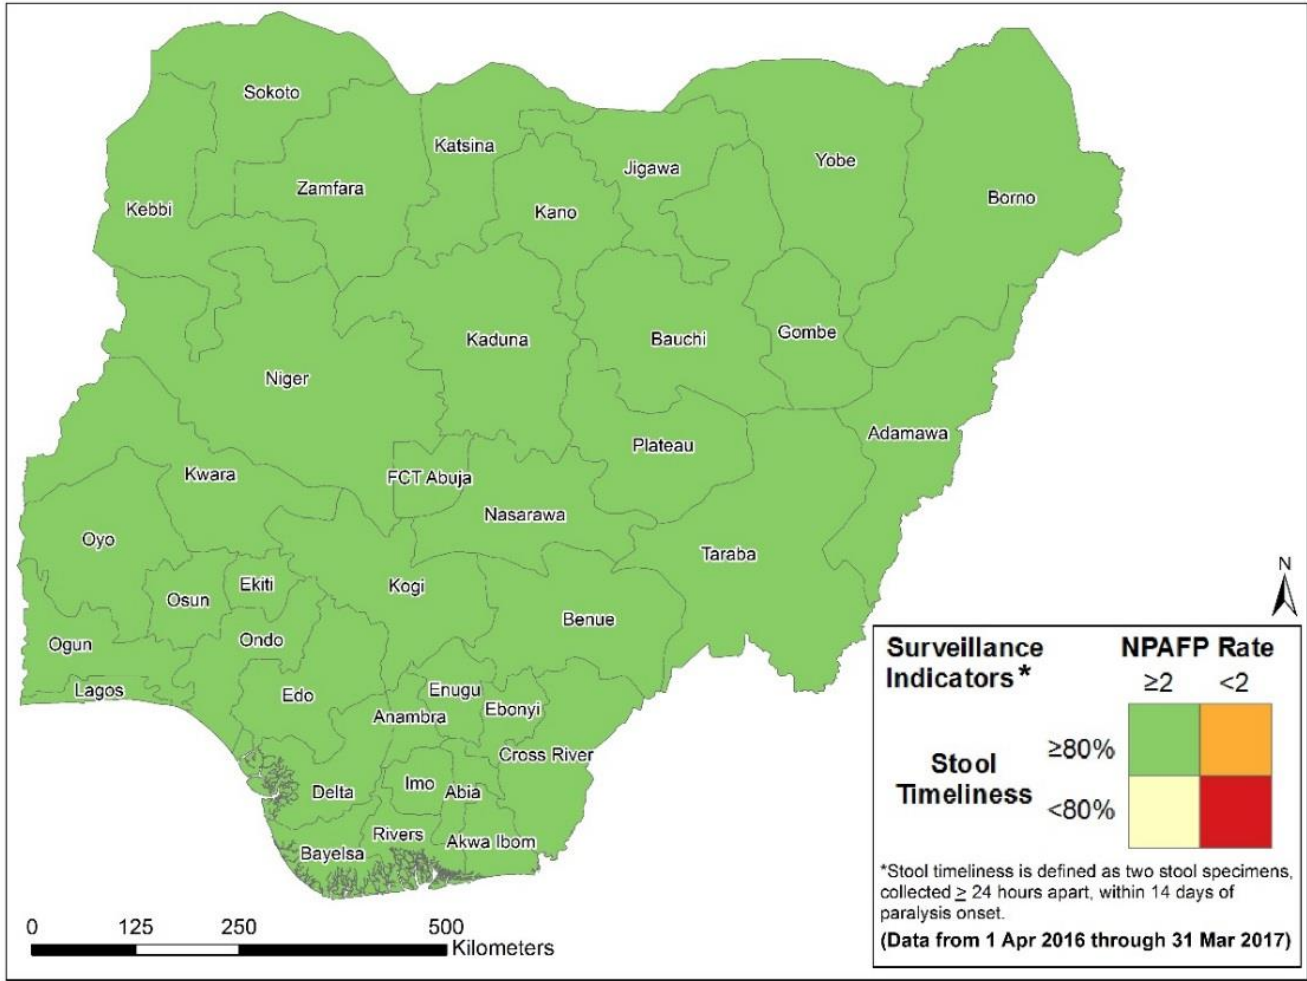 Sokoto
Katsina
Jigawa
Yobe
Zamfara
Borno
Kebbi
Kano
Gombe
Kaduna
Bauchi
Niger
Adamawa
Plateau
Kwara
FCT Abuja
Nasarawa
Oyo
Taraba
Ekiti
Kogi
Osun
Benue
Ogun
Ondo
Lagos
Edo
Enugu
Anambra
Ebonyi
Cross River
Delta
Imo
Abia
Rivers
Akwa Ibom
Bayelsa
N
Surveillance
Indicators*
NPAFP Rate
≥2 <2
Stool
Timeliness
≥80%
<80%
*Stool timeliness is defined as two stool specimens,
collected ≥ 24 hours apart, within 14 days of
paralysis onset.
(Data from 1 Apr 2016 through 31 Mar 2017)
0 125 250 500
Kilometers